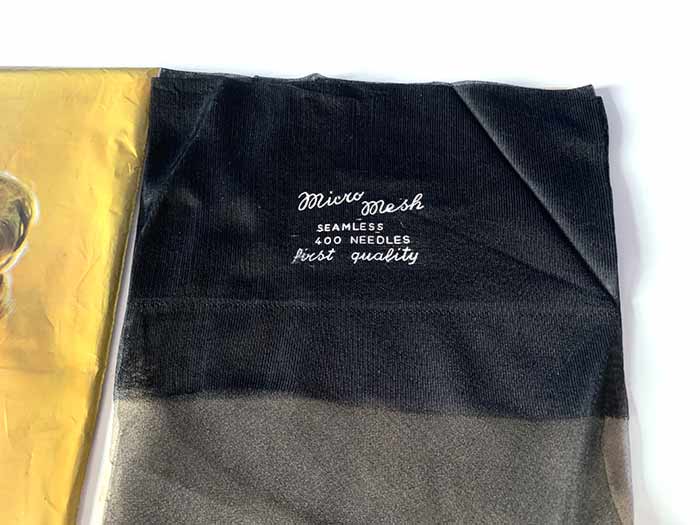 Micro Mesh
SEAMLESS
400 NEEDLES
first quality